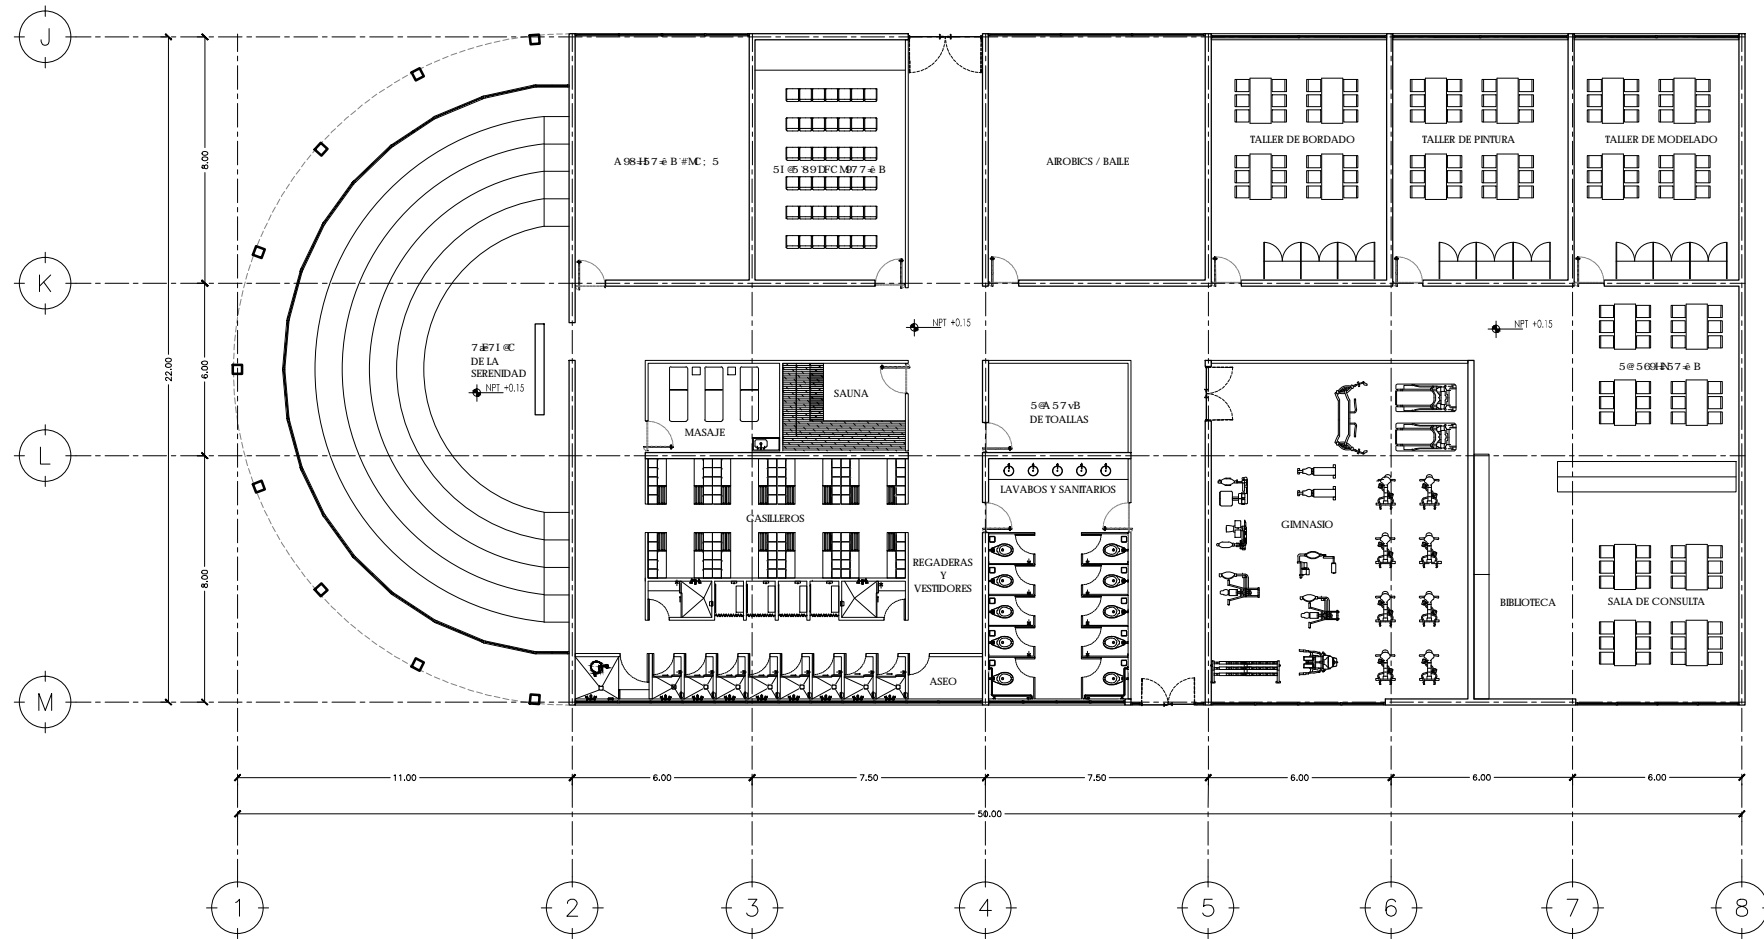 J
K
L
M
8.00
6.00
8.00
22.00
TALLER DE BORDADO
TALLER DE PINTURA
TALLER DE MODELADO
AIROBICS / BAILE
NPT +0.15
NPT +0.15
DE LA
SERENIDAD
NPT +0.15
MASAJE
SAUNA
DE TOALLAS
LAVABOS Y SANITARIOS
CASILLEROS
GIMNASIO
REGADERAS
Y
VESTIDORES
BIBLIOTECA
SALA DE CONSULTA
ASEO
11.00
6.00
7.50
7.50
6.00
6.00
6.00
50.00
1
2
3
4
5
6
7
8